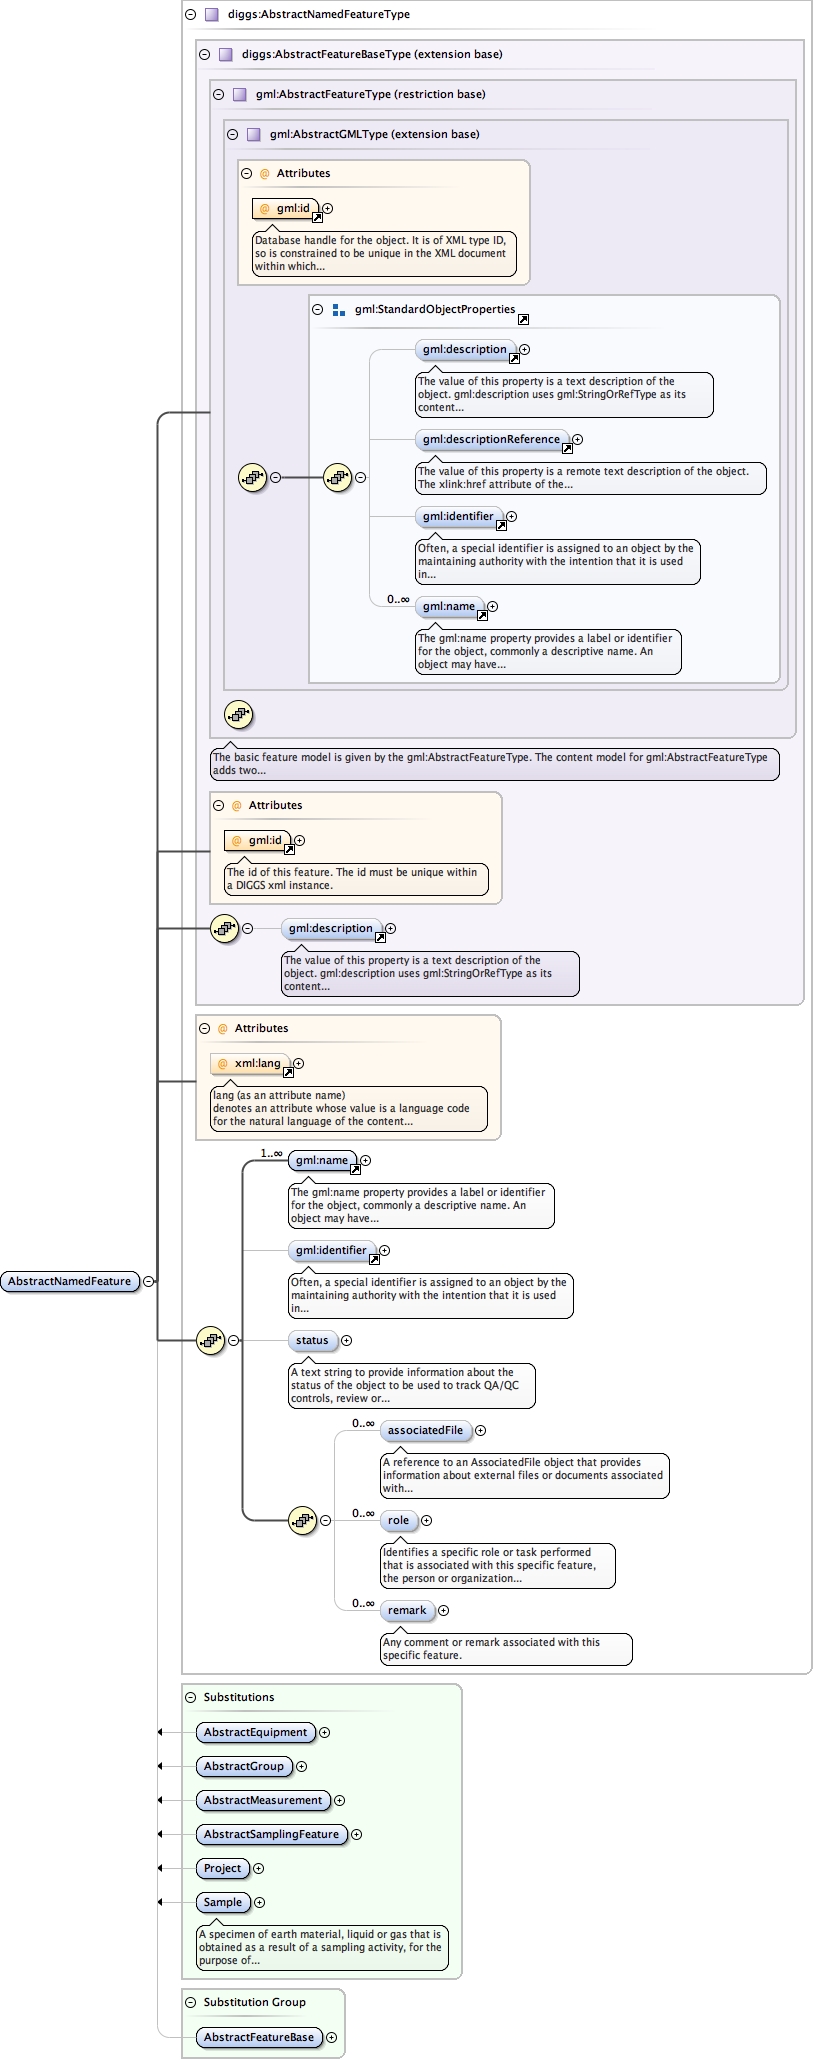 diggs:AbstractNamedFeatureType
diggs:AbstractFeatureBaseType (extension base)
gml:AbstractFeatureType (restriction base)
gml:AbstractGMLType (extension base)
@ Attributes
@ gml:id
Database handle for the object. It is of XML type ID,
so is constrained to be unique in the XML document
within which...
gml:StandardObjectProperties
gml:description
The value of this property is a text description of the
object. gml:description uses gml:StringOrRefType as its
content...
gml:descriptionReference
The value of this property is a remote text description of the object.
The xlink:href attribute of the...
gml:identifier
Often, a special identifier is assigned to an object by the
maintaining authority with the intention that it is used
in...
0..∞ gml:name
The gml:name property provides a label or identifier
for the object, commonly a descriptive name. An
object may have...
The basic feature model is given by the gml:AbstractFeatureType. The content model for gml:AbstractFeatureType
adds two...
@ Attributes
@ gml:id
The id of this feature. The id must be unique within
a DIGGS xml instance.
gml:description
The value of this property is a text description of the
object. gml:description uses gml:StringOrRefType as its
content...
@ Attributes
@ xml:lang
lang (as an attribute name)
denotes an attribute whose value is a language code
for the natural language of the content...
1..∞ gml:name
The gml:name property provides a label or identifier
for the object, commonly a descriptive name. An
object may have...
gml:identifier
AbstractNamedFeature
Often, a special identifier is assigned to an object by the
maintaining authority with the intention that it is used
in...
status
A text string to provide information about the
status of the object to be used to track QA/QC
controls, review or...
0..∞ associatedFile
A reference to an AssociatedFile object that provides
information about external files or documents associated
with...
0..∞ role
Identifies a specific role or task performed
that is associated with this specific feature,
the person or organization...
0..∞ remark
Any comment or remark associated with this
specific feature.
Substitutions
AbstractEquipment
AbstractGroup
AbstractMeasurement
AbstractSamplingFeature
Project
Sample
A specimen of earth material, liquid or gas that is
obtained as a result of a sampling activity, for the
purpose of...
Substitution Group
AbstractFeatureBase